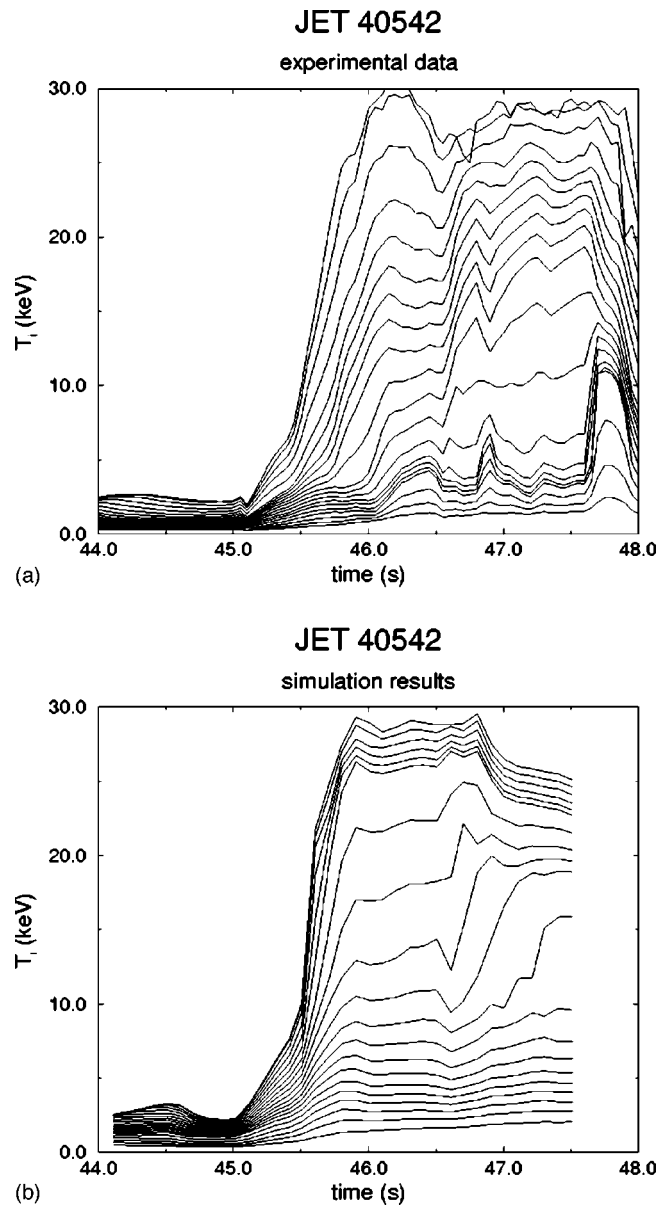 JET 40542
experimental data
30.0
20.0
10.0
0.0
T_i (keV)
44.0 45.0 46.0 47.0 48.0
time (s)
(a)
JET 40542
simulation results
30.0
20.0
10.0
0.0
T_i (keV)
44.0 45.0 46.0 47.0 48.0
time (s)
(b)